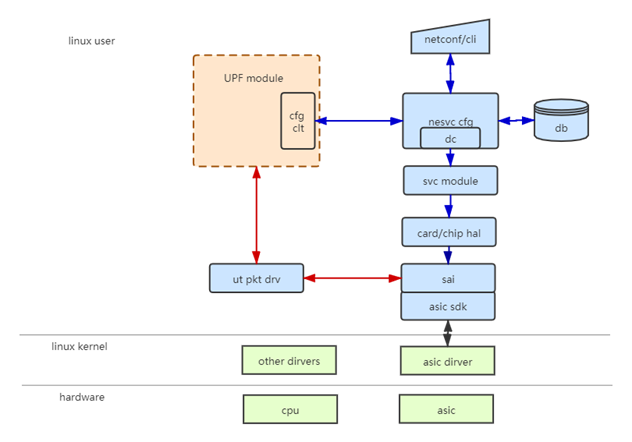 linux user
netconf/cli
UPF module
cfg
clt
nesvc cfg
dc
db
svc module
card/chip hal
ut pkt drv
sai
asic sdk
linux kernel
other dirvers
asic dirver
hardware
cpu
asic